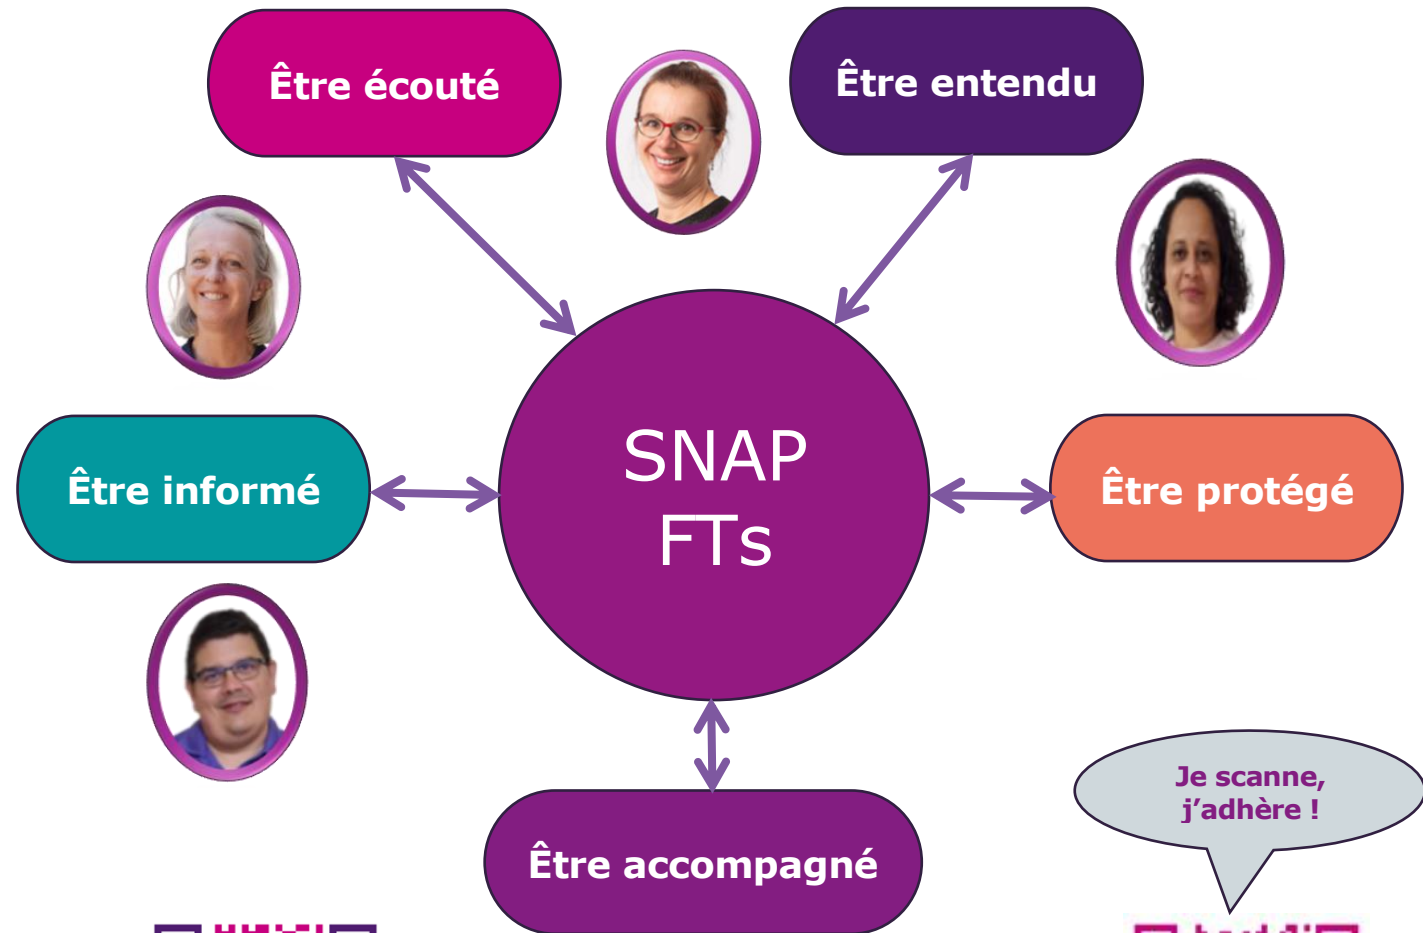 Être écouté
Être entendu
Être informé
SNAP
FTs
Être protégé
Je scanne,
j’adhère !
Être accompagné